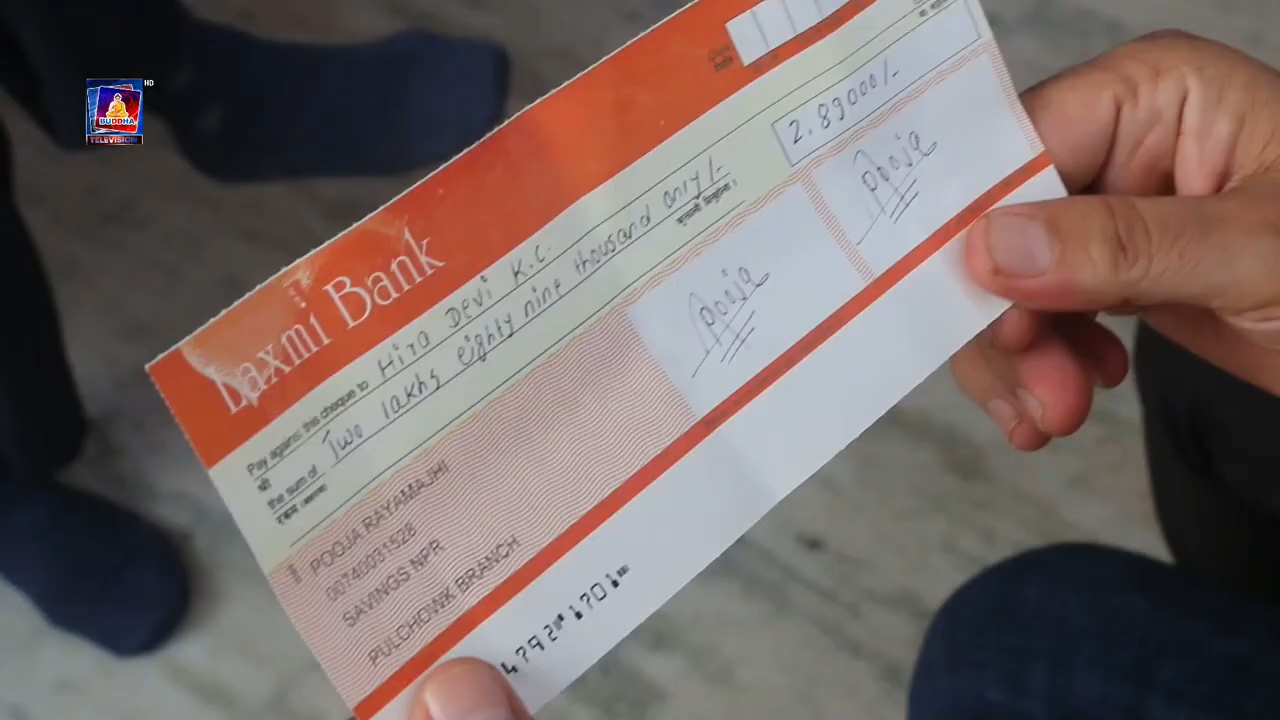 HD
BUDDHA
TELEVISION
Laxmi Bank
Pay against this cheque to Hira Devi K.C.
श्री
the sum of Two lakhs eighty nine thousand only/-
2.89000/-
Pooja
Pooja
POOJA RAYAMAJHI
SAVINGS NPR
PULCHOWK BRANCH